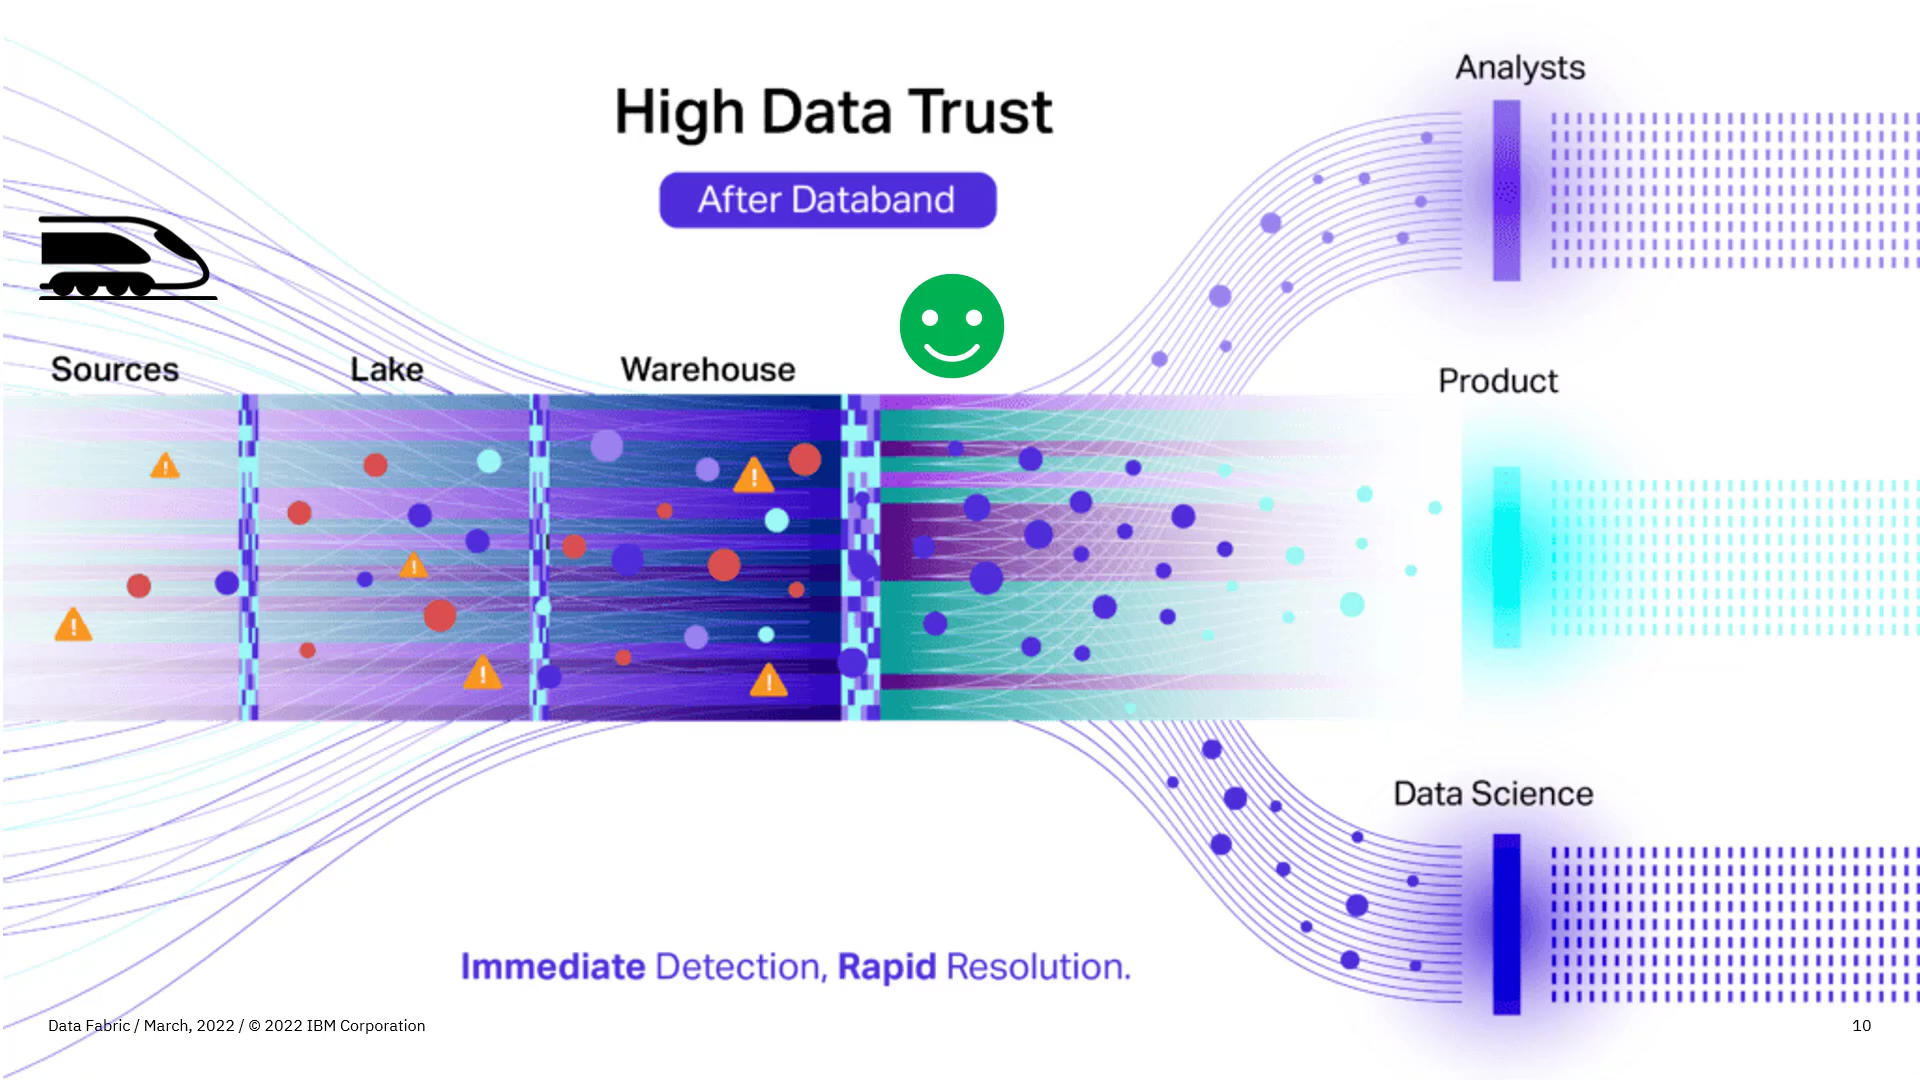 High Data Trust
After Databand
Analysts
Sources
Lake
Warehouse
Product
Data Science
Immediate Detection, Rapid Resolution.
Data Fabric / March, 2022 / © 2022 IBM Corporation
10